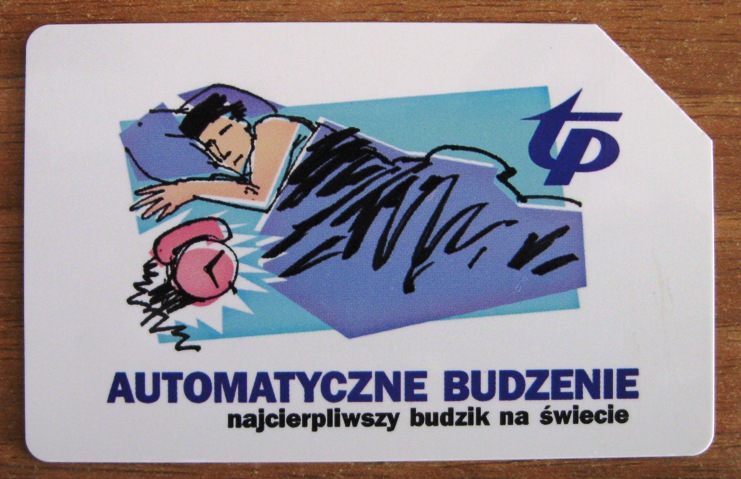 tp
AUTOMATYCZNE BUDZENIE
najcierpliwszy budzik na świecie